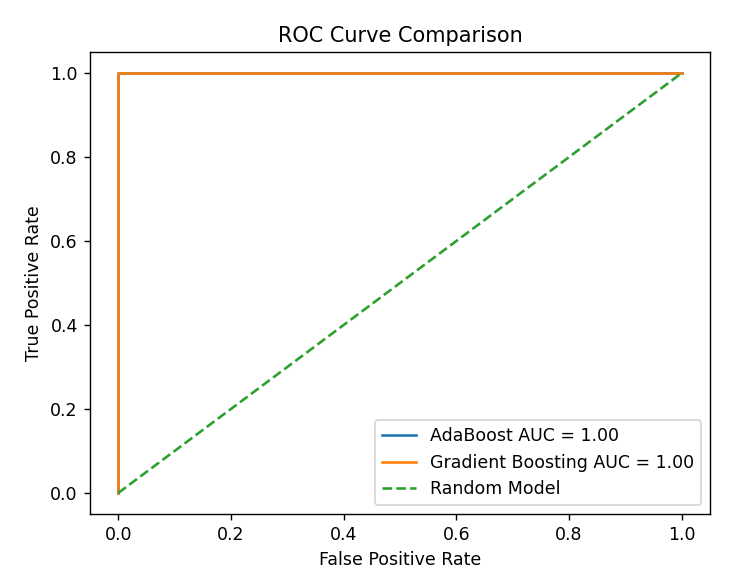 ROC Curve Comparison
True Positive Rate
1.0
0.8
0.6
0.4
0.2
0.0
AdaBoost AUC = 1.00
Gradient Boosting AUC = 1.00
Random Model
0.0 0.2 0.4 0.6 0.8 1.0
False Positive Rate